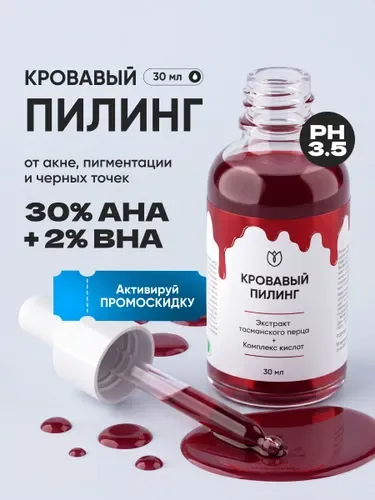 КРОВАВЫЙ 30 мл
ПИЛИНГ
от акне, пигментации
и черных точек
30% AHA
+ 2% BHA
PH
3.5
Активируй
ПРОМОСКИДКУ
КРОВАВЫЙ
ПИЛИНГ
Экстракт
тасманского перца
+
Комплекс кислот
30 мл